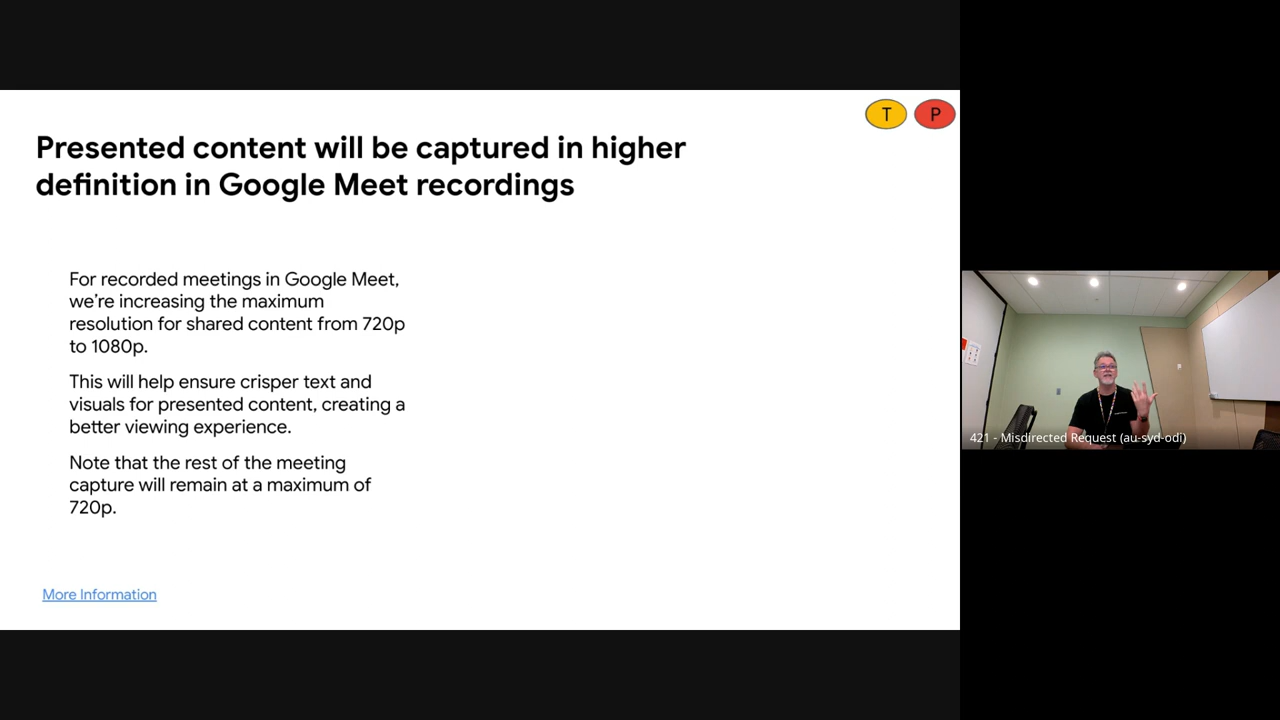 T P
Presented content will be captured in higher
definition in Google Meet recordings
For recorded meetings in Google Meet,
we're increasing the maximum
resolution for shared content from 720p
to 1080p.
This will help ensure crisper text and
visuals for presented content, creating a
better viewing experience.
Note that the rest of the meeting
capture will remain at a maximum of
720p.
More Information
421 - Misdirected Request (au-syd-odi)